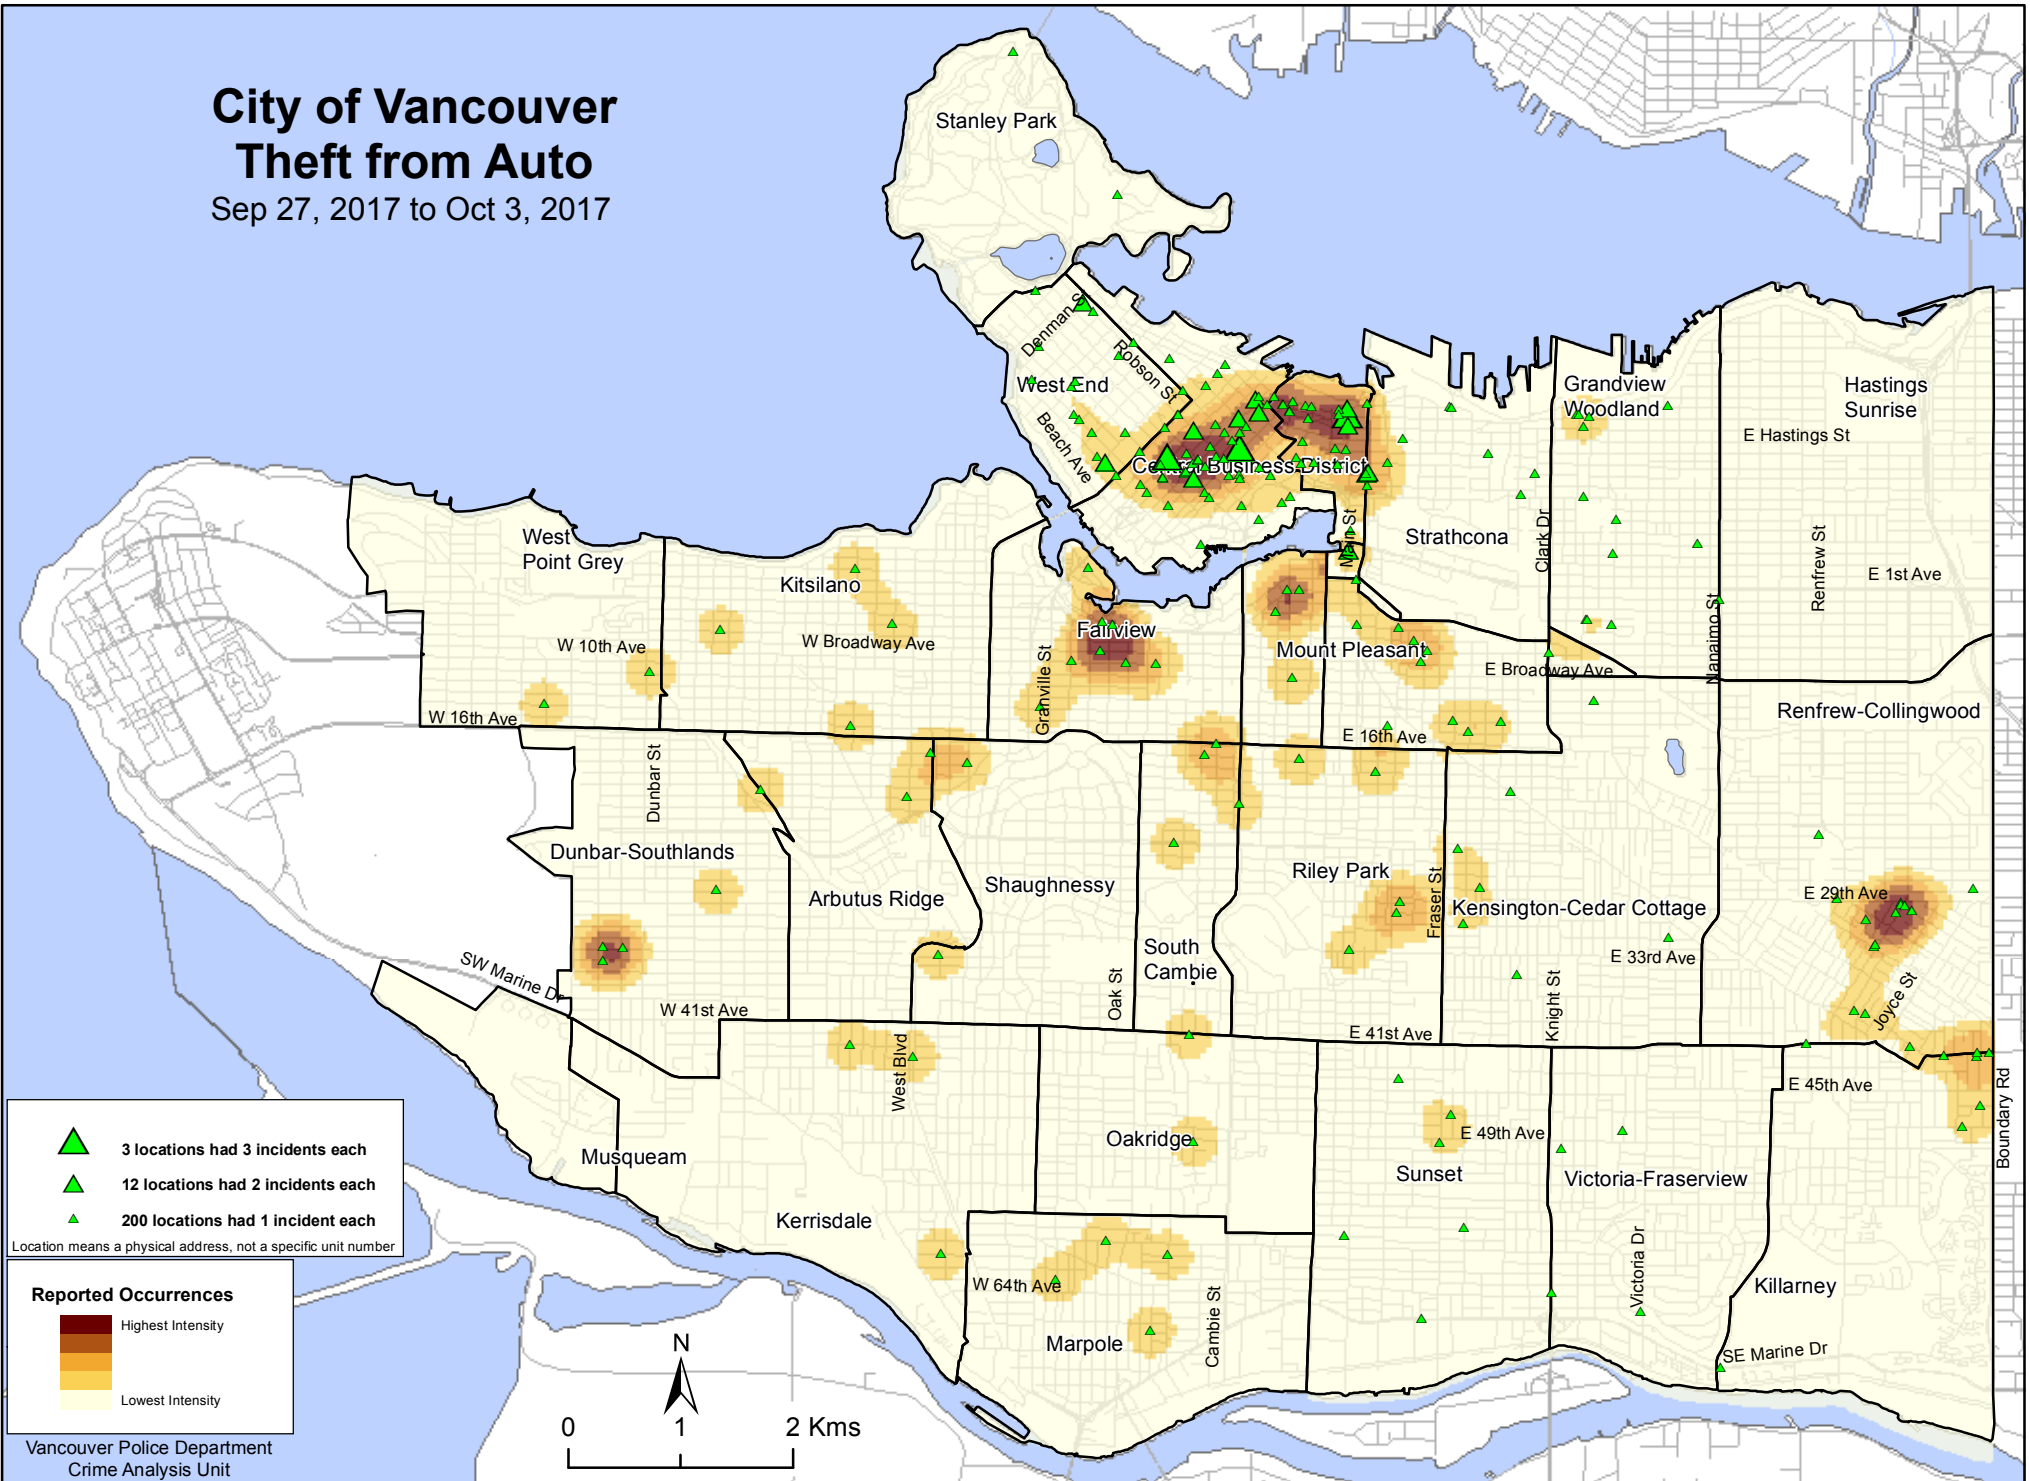 City of Vancouver
Theft from Auto
Sep 27, 2017 to Oct 3, 2017
Stanley Park
Denman St
Robson St
West End
Beach Ave
Central Business District
Main St
Grandview
Woodland
Hastings
Sunrise
E Hastings St
Strathcona
Clark Dr
Renfrew St
E 1st Ave
Nanaimo St
West
Point Grey
Kitsilano
W 10th Ave
W Broadway Ave
W 16th Ave
Fairview
Granville St
Mount Pleasant
E Broadway Ave
E 16th Ave
Renfrew-Collingwood
Dunbar St
Dunbar-Southlands
Arbutus Ridge
Shaughnessy
Riley Park
Fraser St
Kensington-Cedar Cottage
E 29th Ave
South
Cambie
Oak St
E 33rd Ave
Knight St
Joyce St
SW Marine Dr
W 41st Ave
E 41st Ave
West Blvd
E 45th Ave
Boundary Rd
Musqueam
Oakridge
E 49th Ave
Sunset
Victoria-Fraserview
Kerrisdale
W 64th Ave
Marpole
Cambie St
Victoria Dr
Killarney
SE Marine Dr
3 locations had 3 incidents each
12 locations had 2 incidents each
200 locations had 1 incident each
Location means a physical address, not a specific unit number
Reported Occurrences
Highest Intensity
Lowest Intensity
N
0 1 2 Kms
Vancouver Police Department
Crime Analysis Unit